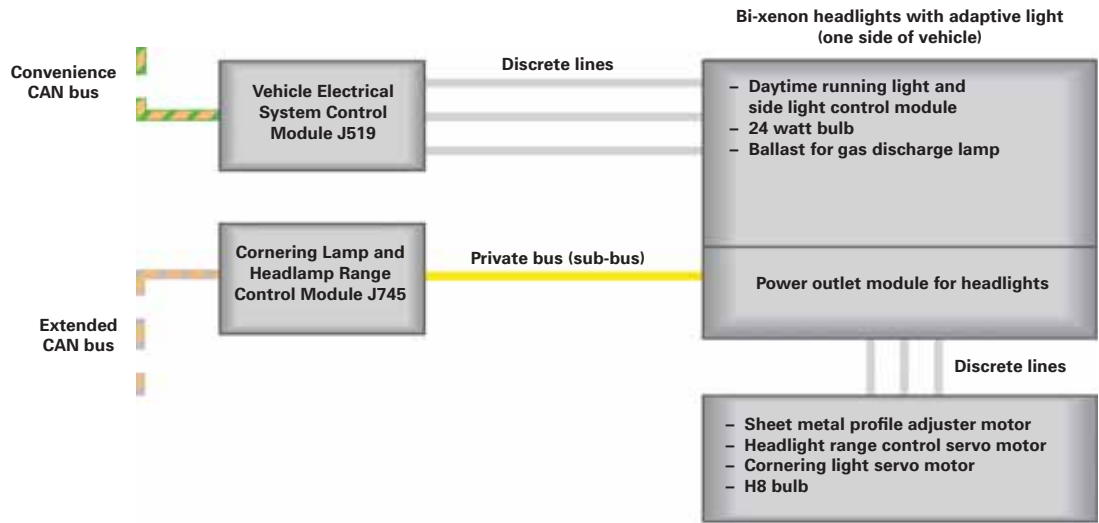 Bi-xenon headlights with adaptive light
(one side of vehicle)
Convenience
CAN bus
Vehicle Electrical
System Control
Module J519
Discrete lines
– Daytime running light and
side light control module
– 24 watt bulb
– Ballast for gas discharge lamp
Extended
CAN bus
Cornering Lamp and
Headlamp Range
Control Module J745
Private bus (sub-bus)
Power outlet module for headlights
Discrete lines
– Sheet metal profile adjuster motor
– Headlight range control servo motor
– Cornering light servo motor
– H8 bulb